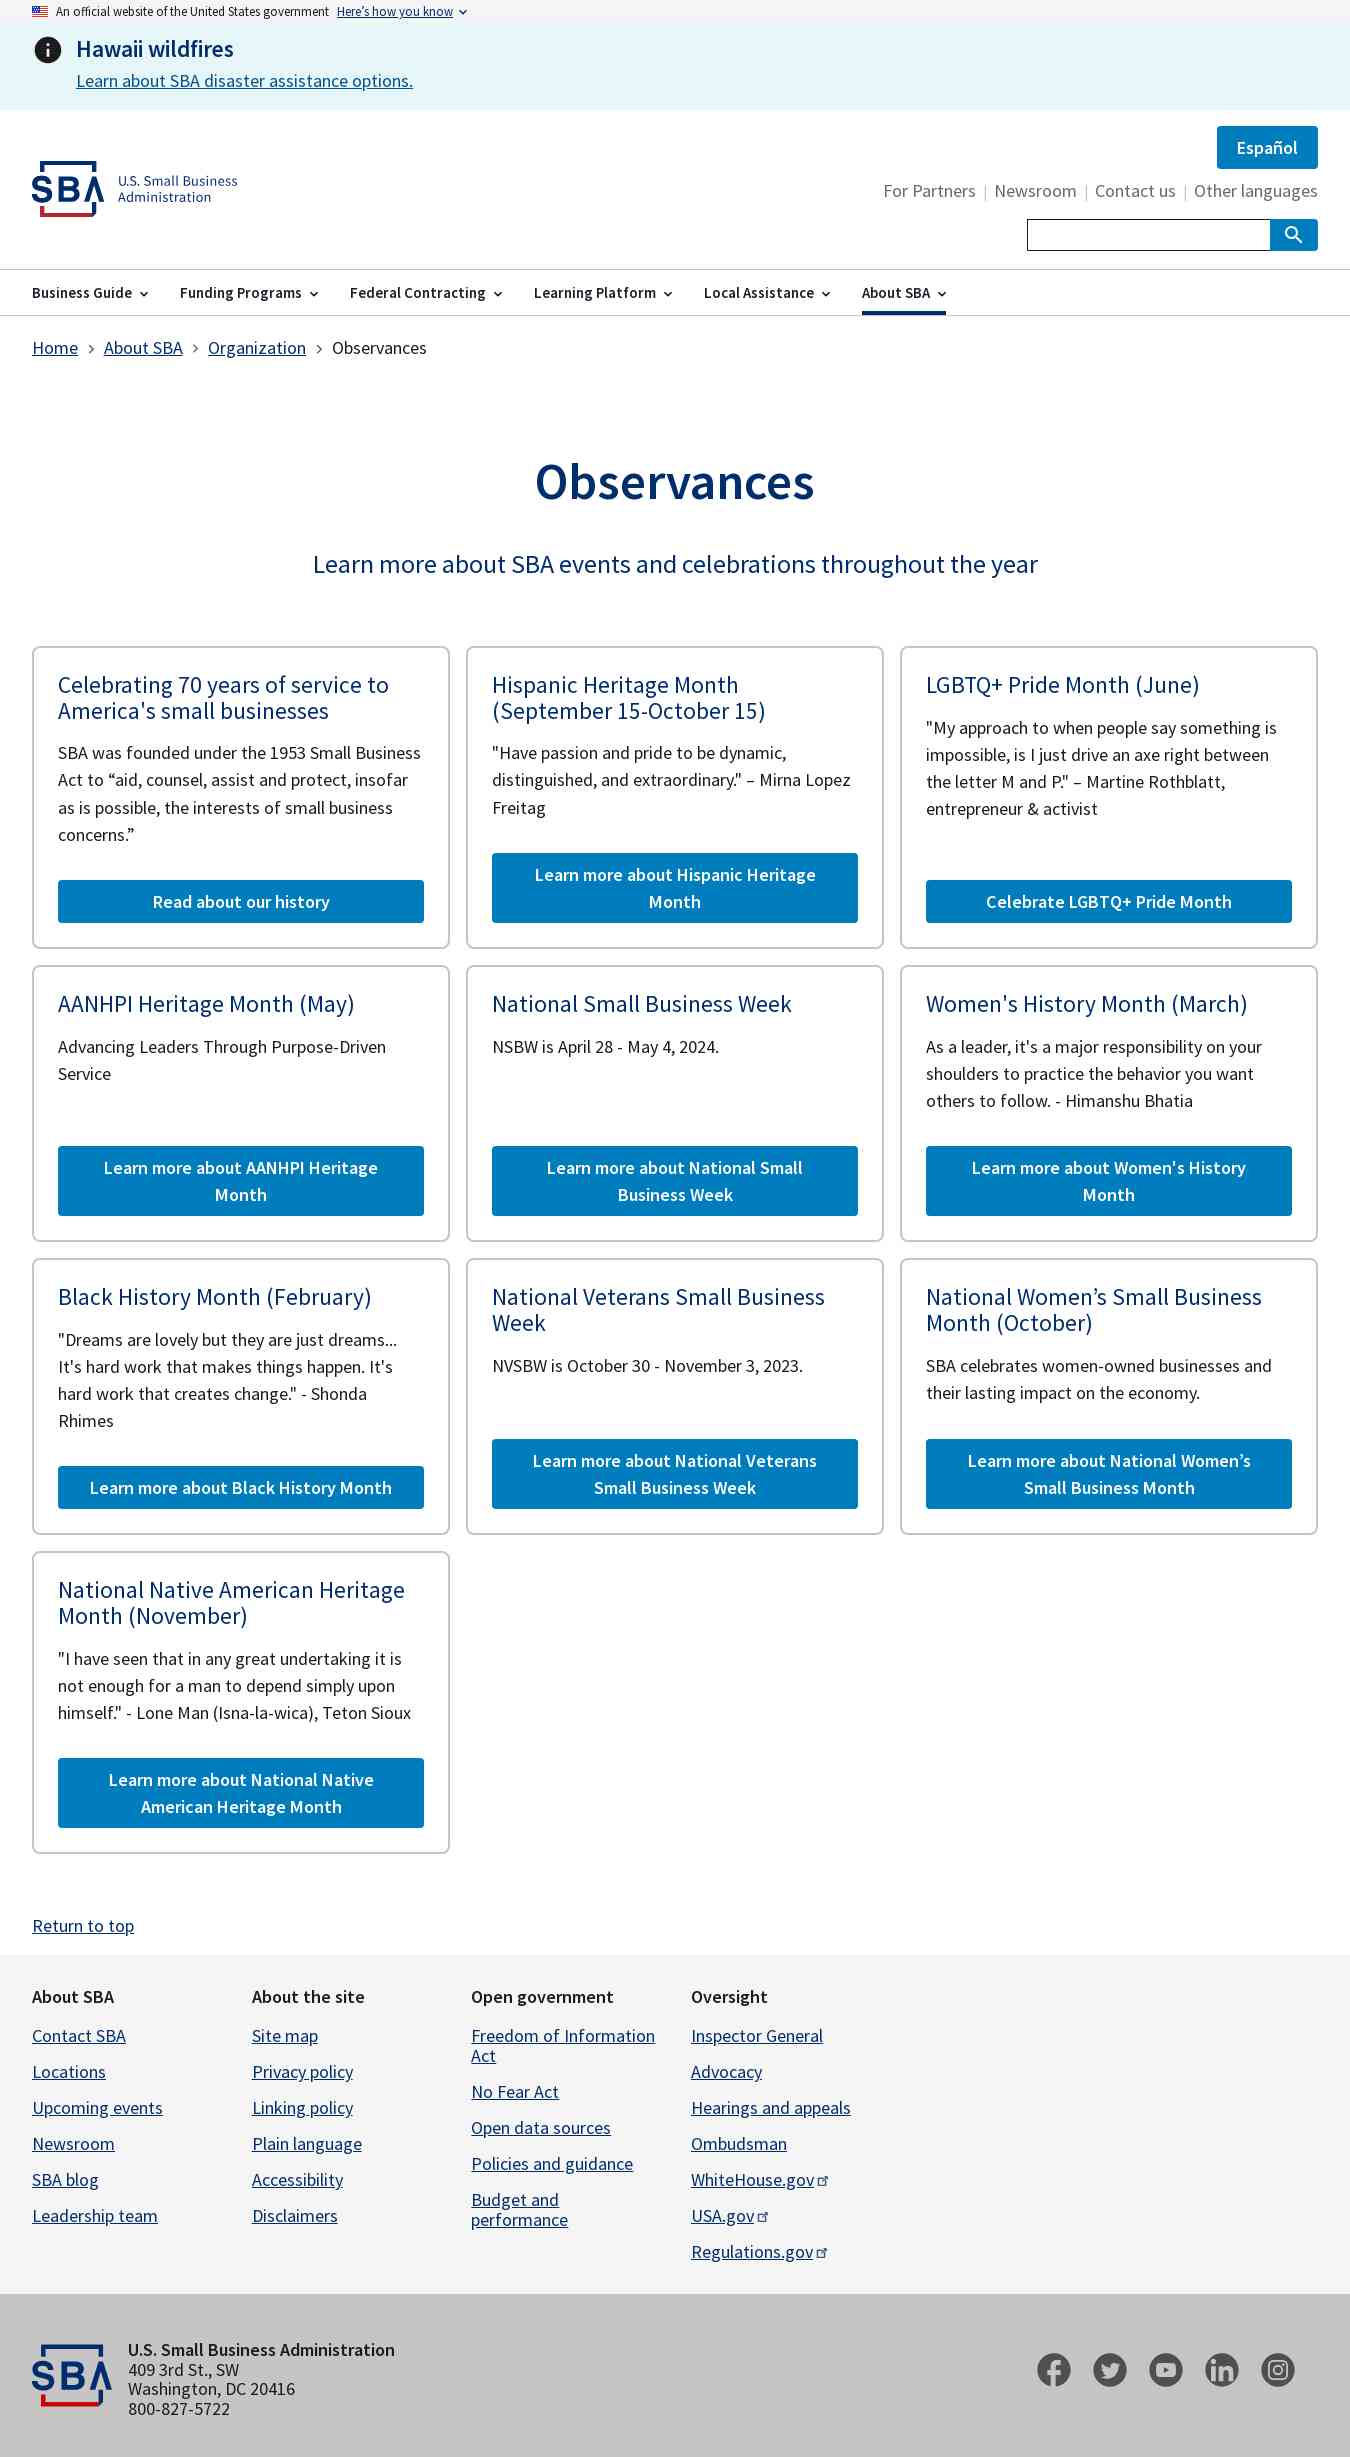 An official website of the United States government Here's how you know
Hawaii wildfires
Learn about SBA disaster assistance options.
Español
SBA U.S. Small Business
Administration
For Partners | Newsroom | Contact us | Other languages
Business Guide Funding Programs Federal Contracting Learning Platform Local Assistance About SBA
Home About SBA Organization Observances
Observances
Learn more about SBA events and celebrations throughout the year
Celebrating 70 years of service to
America's small businesses
SBA was founded under the 1953 Small Business
Act to “aid, counsel, assist and protect, insofar
as is possible, the interests of small business
concerns.”
Read about our history
Hispanic Heritage Month
(September 15-October 15)
"Have passion and pride to be dynamic,
distinguished, and extraordinary." – Mirna Lopez
Freitag
Learn more about Hispanic Heritage
Month
LGBTQ+ Pride Month (June)
"My approach to when people say something is
impossible, is I just drive an axe right between
the letter M and P." – Martine Rothblatt,
entrepreneur & activist
Celebrate LGBTQ+ Pride Month
AANHPI Heritage Month (May)
Advancing Leaders Through Purpose-Driven
Service
Learn more about AANHPI Heritage
Month
National Small Business Week
NSBW is April 28 - May 4, 2024.
Learn more about National Small
Business Week
Women's History Month (March)
As a leader, it's a major responsibility on your
shoulders to practice the behavior you want
others to follow. - Himanshu Bhatia
Learn more about Women's History
Month
Black History Month (February)
"Dreams are lovely but they are just dreams...
It's hard work that makes things happen. It's
hard work that creates change." - Shonda
Rhimes
Learn more about Black History Month
National Veterans Small Business
Week
NVSBW is October 30 - November 3, 2023.
Learn more about National Veterans
Small Business Week
National Women’s Small Business
Month (October)
SBA celebrates women-owned businesses and
their lasting impact on the economy.
Learn more about National Women’s
Small Business Month
National Native American Heritage
Month (November)
"I have seen that in any great undertaking it is
not enough for a man to depend simply upon
himself." - Lone Man (Isna-la-wica), Teton Sioux
Learn more about National Native
American Heritage Month
Return to top
About SBA
Contact SBA
Locations
Upcoming events
Newsroom
SBA blog
Leadership team
About the site
Site map
Privacy policy
Linking policy
Plain language
Accessibility
Disclaimers
Open government
Freedom of Information
Act
No Fear Act
Open data sources
Policies and guidance
Budget and
performance
Oversight
Inspector General
Advocacy
Hearings and appeals
Ombudsman
WhiteHouse.gov
USA.gov
Regulations.gov
SBA
U.S. Small Business Administration
409 3rd St., SW
Washington, DC 20416
800-827-5722